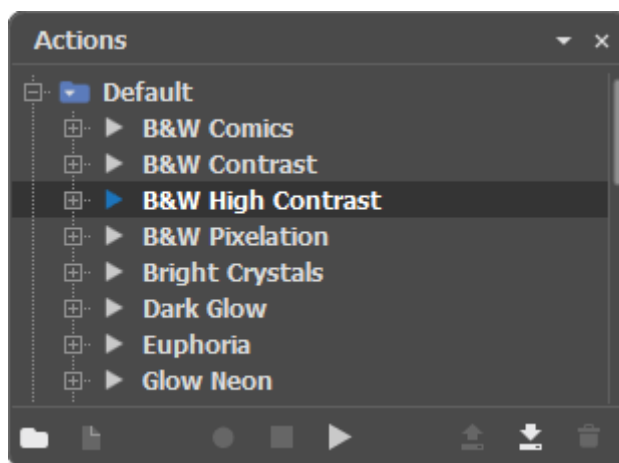 Actions
Default
B&W Comics
B&W Contrast
B&W High Contrast
B&W Pixelation
Bright Crystals
Dark Glow
Euphoria
Glow Neon